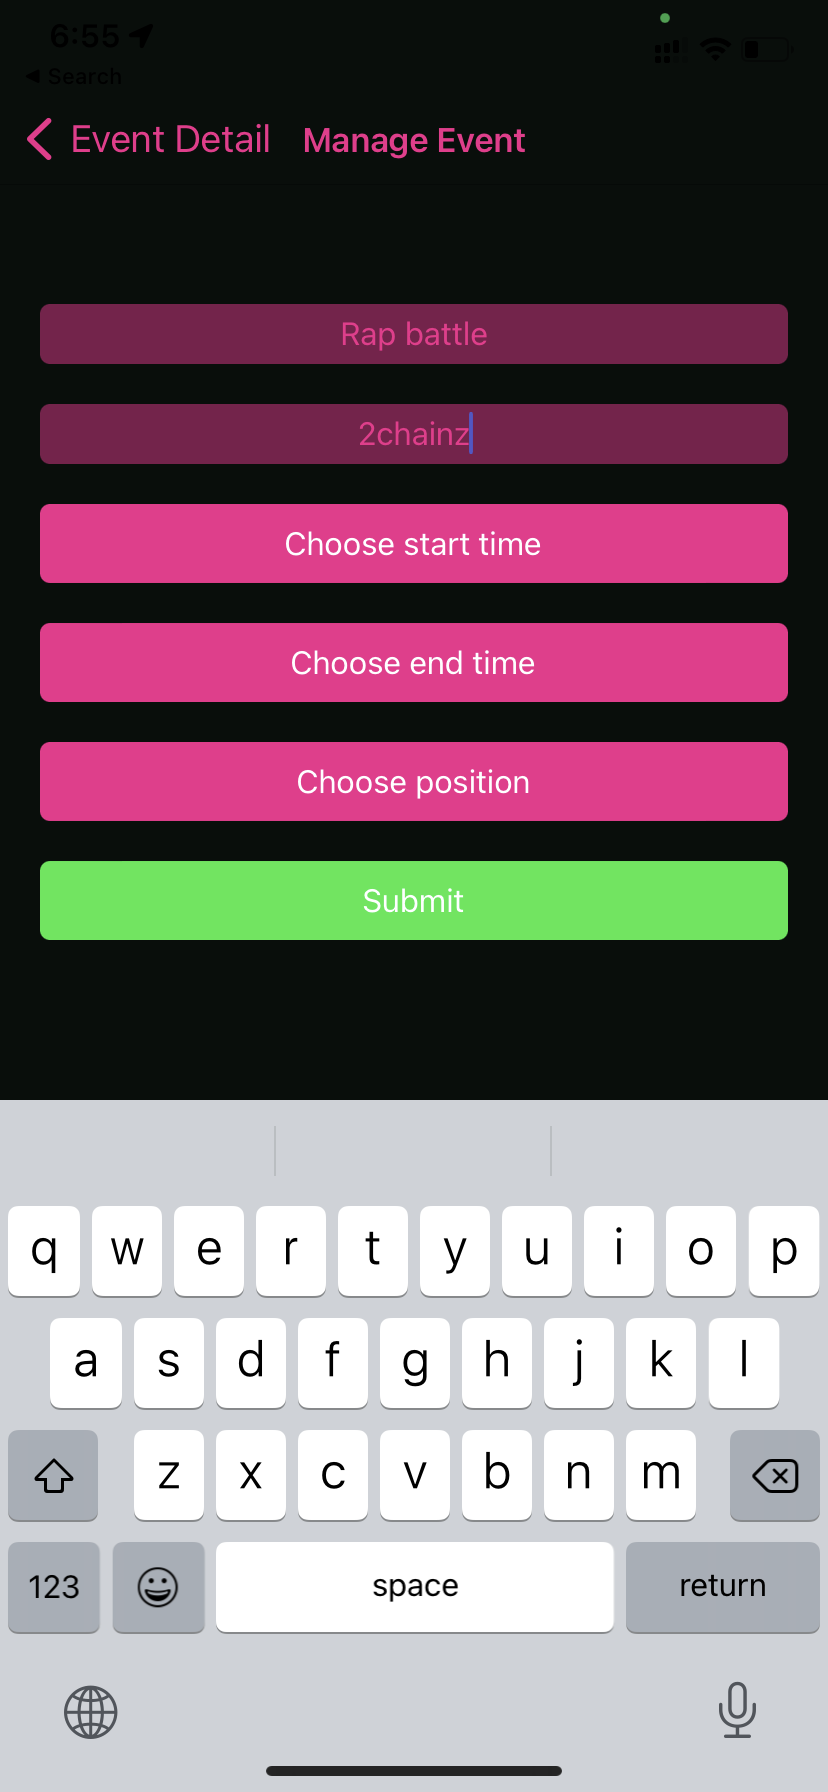 6:55
Search
Event Detail Manage Event
Rap battle
2chainz
Choose start time
Choose end time
Choose position
Submit
q w e r t y u i o p
a s d f g h j k l
z x c v b n m
123 space return